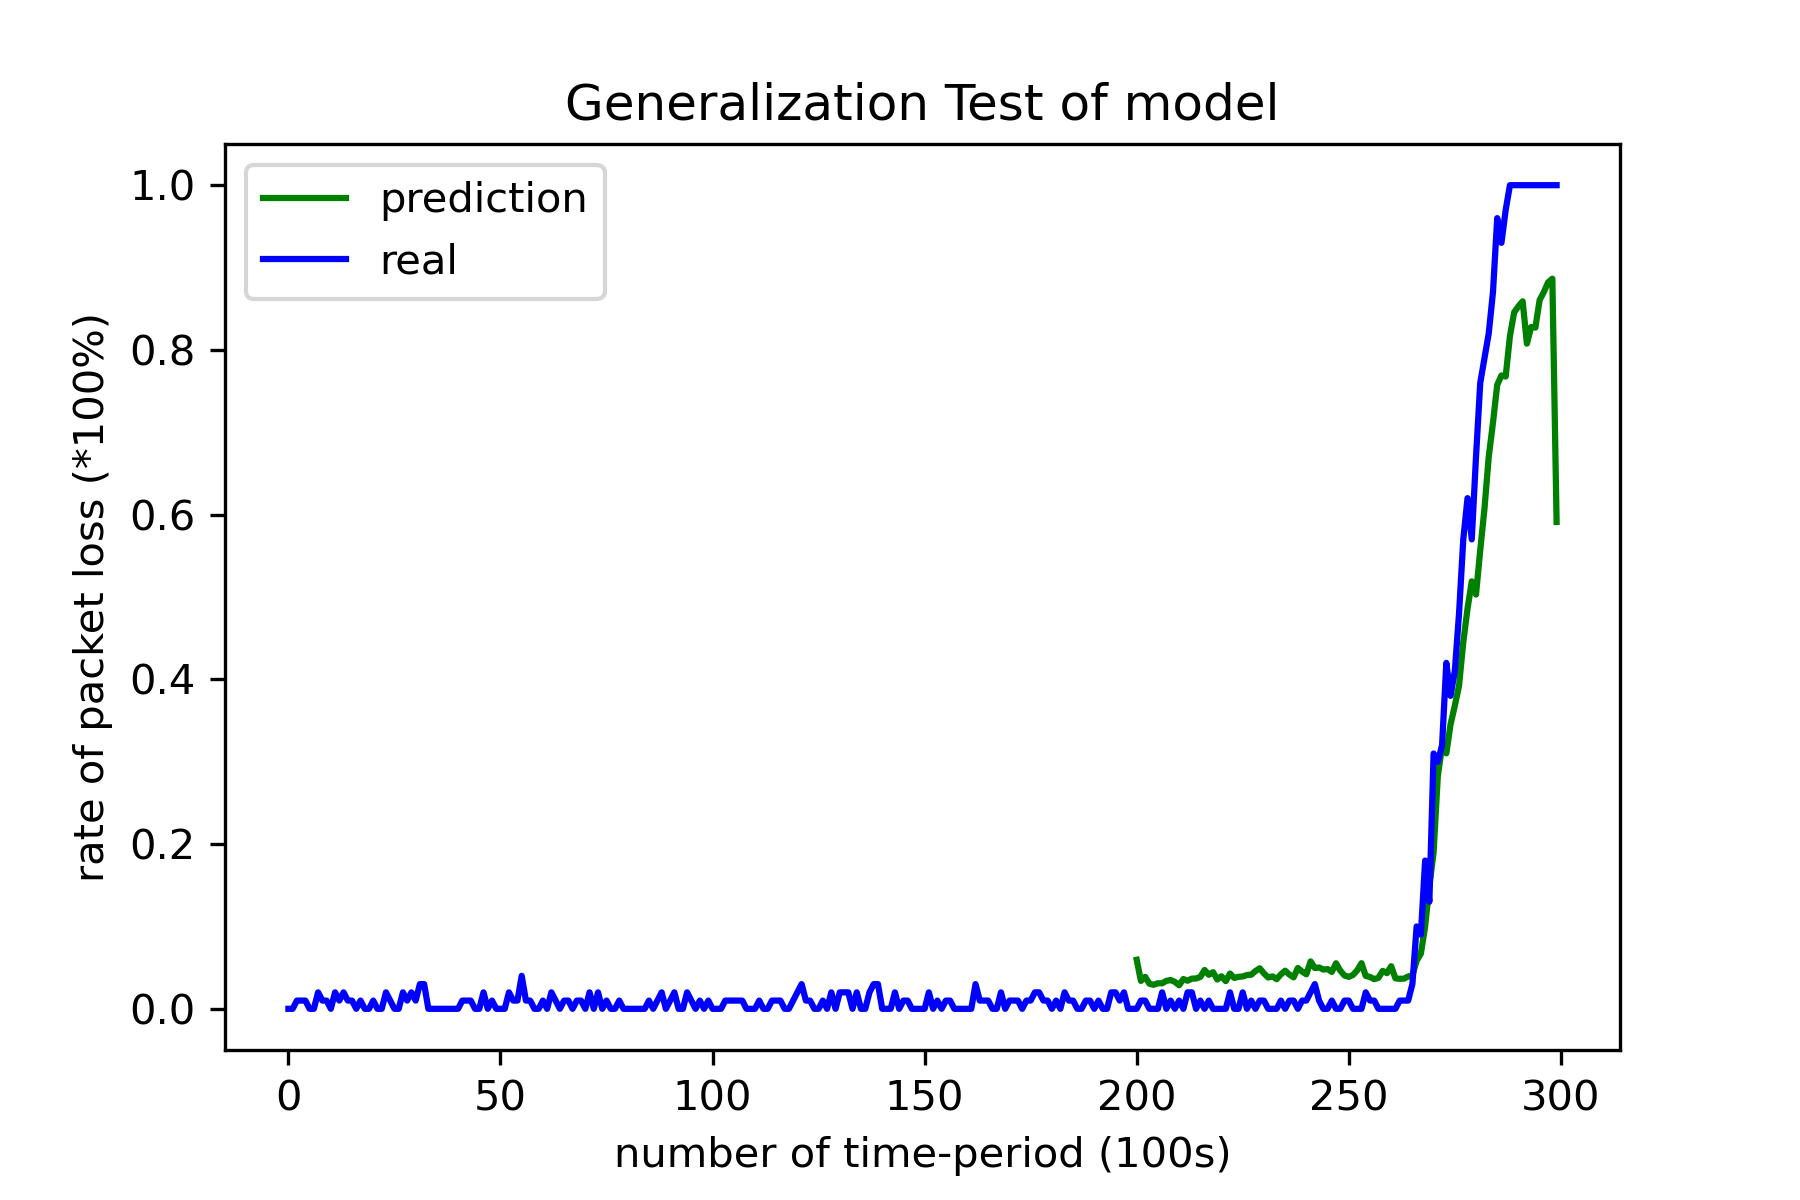 Generalization Test of model
prediction
real
1.0
0.8
0.6
0.4
0.2
0.0
rate of packet loss (*100%)
0 50 100 150 200 250 300
number of time-period (100s)